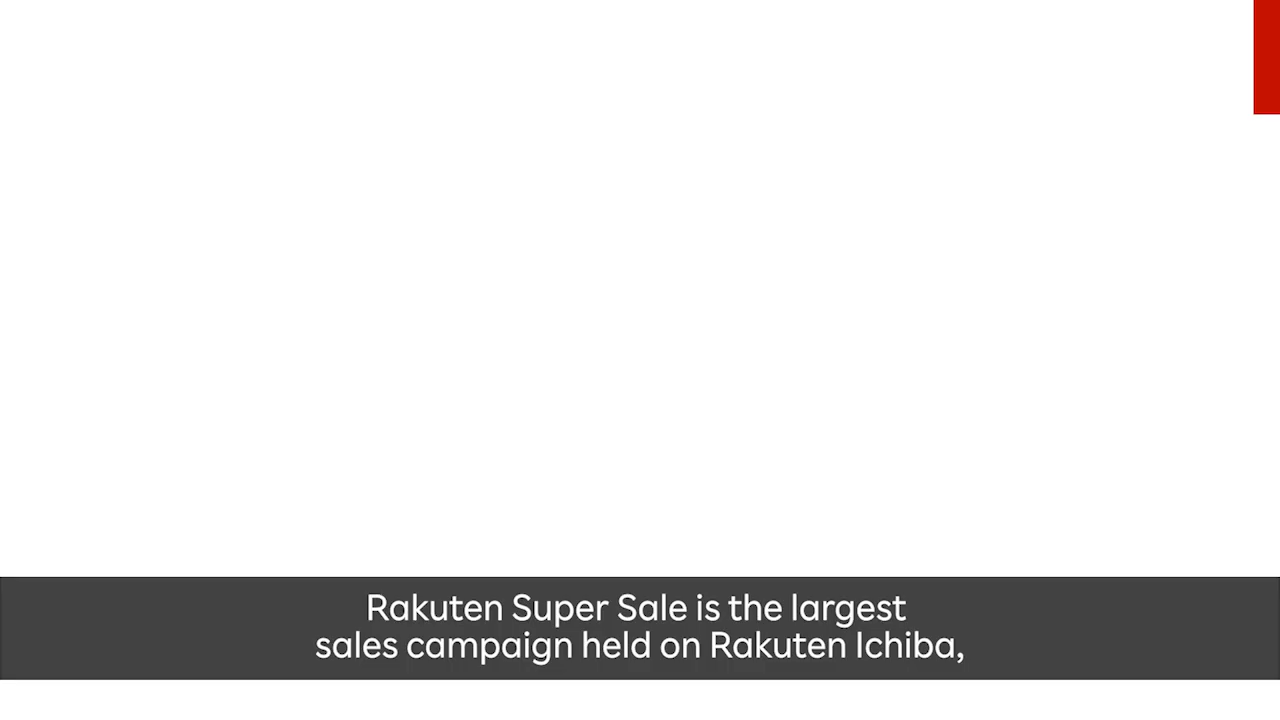 Rakuten Super Sale is the largest
sales campaign held on Rakuten Ichiba,